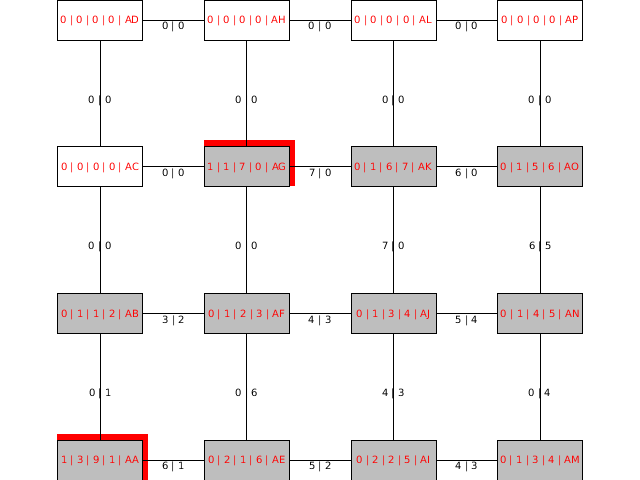 0 | 0 | 0 | 0 | AD 0 | 0 0 | 0 | 0 | 0 | AH 0 | 0 0 | 0 | 0 | 0 | AL 0 | 0 0 | 0 | 0 | 0 | AP
0 | 0 0 | 0 0 | 0 0 | 0
0 | 0 | 0 | 0 | AC 0 | 0 1 | 1 | 7 | 0 | AG 7 | 0 0 | 1 | 6 | 7 | AK 6 | 0 0 | 1 | 5 | 6 | AO
0 | 0 0 | 0 7 | 0 6 | 5
0 | 1 | 1 | 2 | AB 3 | 2 0 | 1 | 2 | 3 | AF 4 | 3 0 | 1 | 3 | 4 | AJ 5 | 4 0 | 1 | 4 | 5 | AN
0 | 1 0 | 6 4 | 3 0 | 4
1 | 3 | 9 | 1 | AA 6 | 1 0 | 2 | 1 | 6 | AE 5 | 2 0 | 2 | 2 | 5 | AI 4 | 3 0 | 1 | 3 | 4 | AM